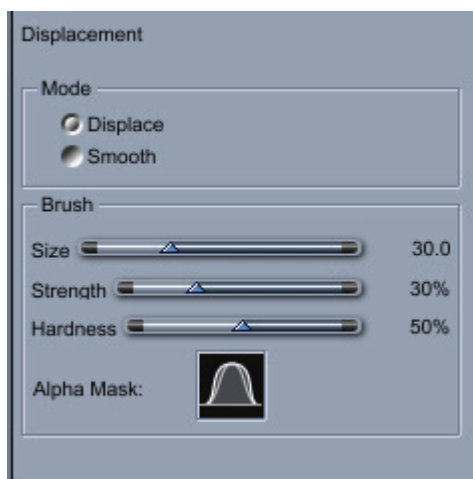 Displacement
Mode
Displace
Smooth
Brush
Size 30.0
Strength 30%
Hardness 50%
Alpha Mask: